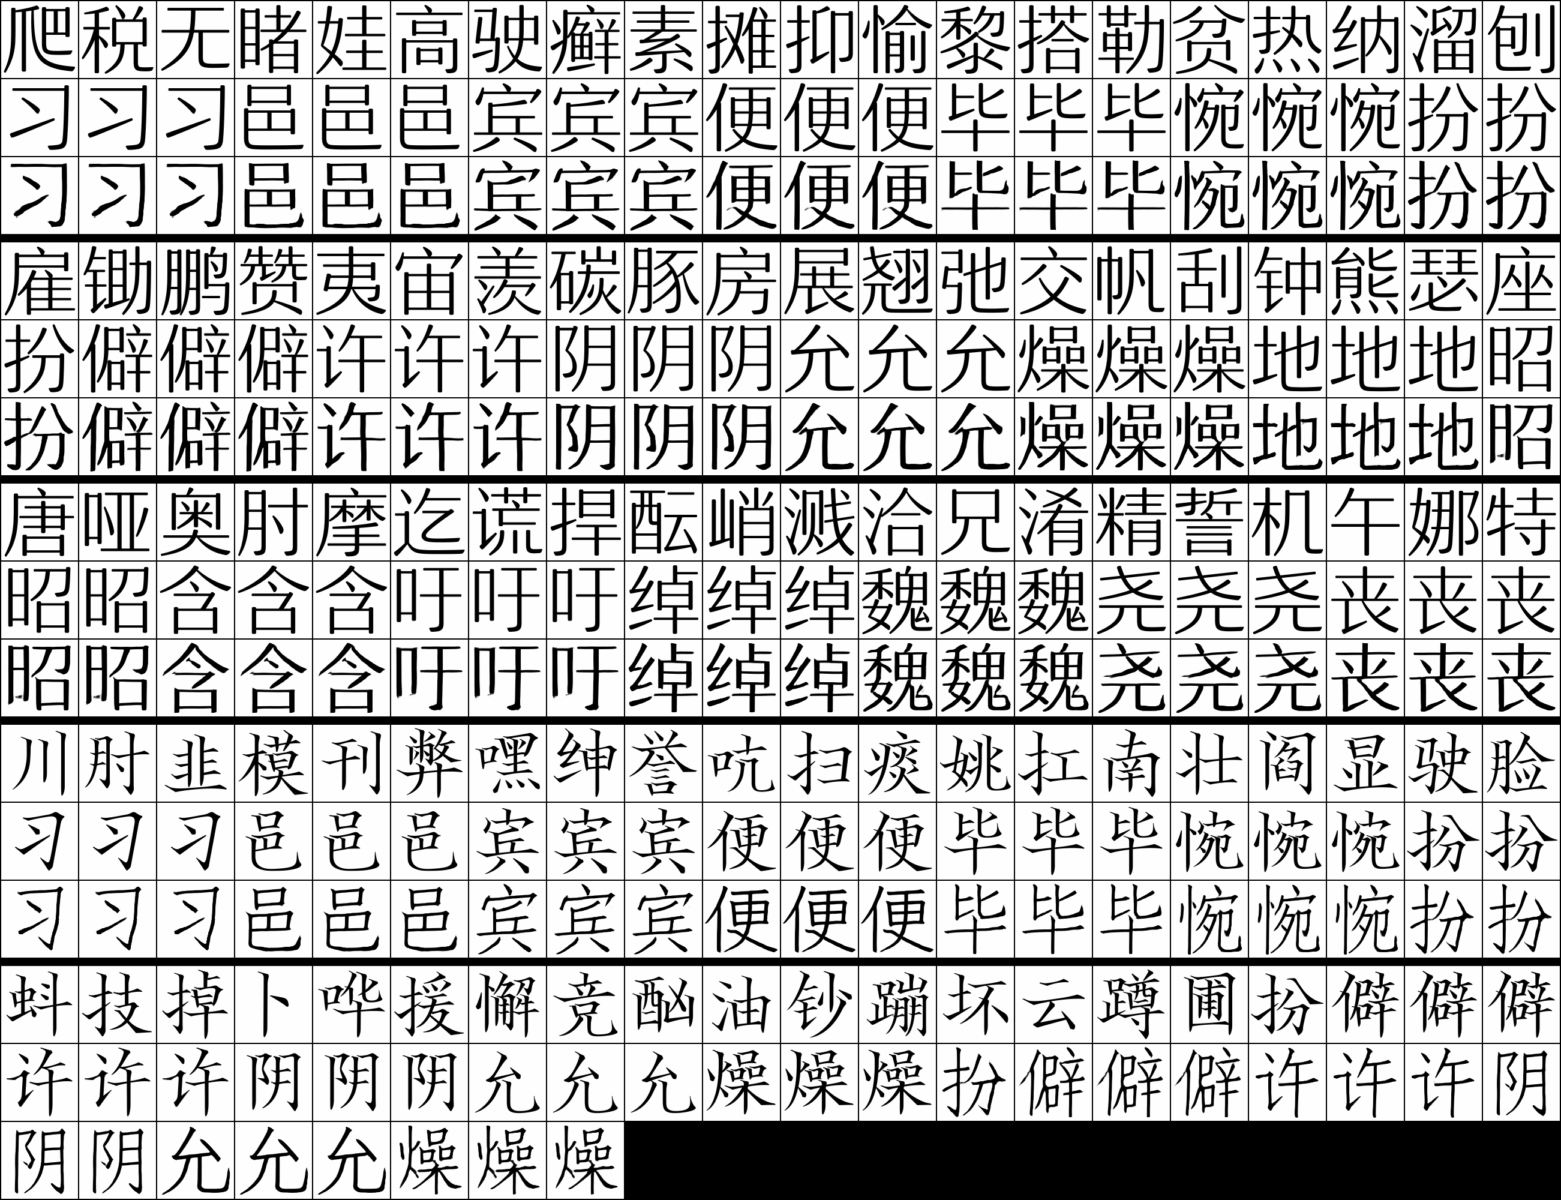 爬税无睹娃高驶癣素摊抑愉黎搭勒贫热纳溜刨
习习习邑邑邑宾宾宾便便便毕毕毕惋惋惋扮扮
习习习邑邑邑宾宾宾便便便毕毕毕惋惋惋扮扮
雇锄鹏赞夷宙羡碳豚房展翘弛交帆刮钟熊瑟座
扮僻僻僻许许许阴阴阴允允允燥燥燥地地地昭
扮僻僻僻许许许阴阴阴允允允燥燥燥地地地昭
唐哑奥肘摩迄谎捍酝峭溅洽兄淆精誓机午娜特
昭昭含含含吁吁吁绰绰绰魏魏魏尧尧尧丧丧丧
昭昭含含含吁吁吁绰绰绰魏魏魏尧尧尧丧丧丧
川肘韭模刊弊嘿绅誉吭扫痰姚扛南壮阎显驶脸
习习习邑邑邑宾宾宾便便便毕毕毕惋惋惋扮扮
习习习邑邑邑宾宾宾便便便毕毕毕惋惋惋扮扮
蚪技掉卜哗援懈竞酗油钞蹦坏云蹲圃扮僻僻僻
许许许阴阴阴允允允燥燥燥扮僻僻僻许许许阴
阴阴允允允燥燥燥